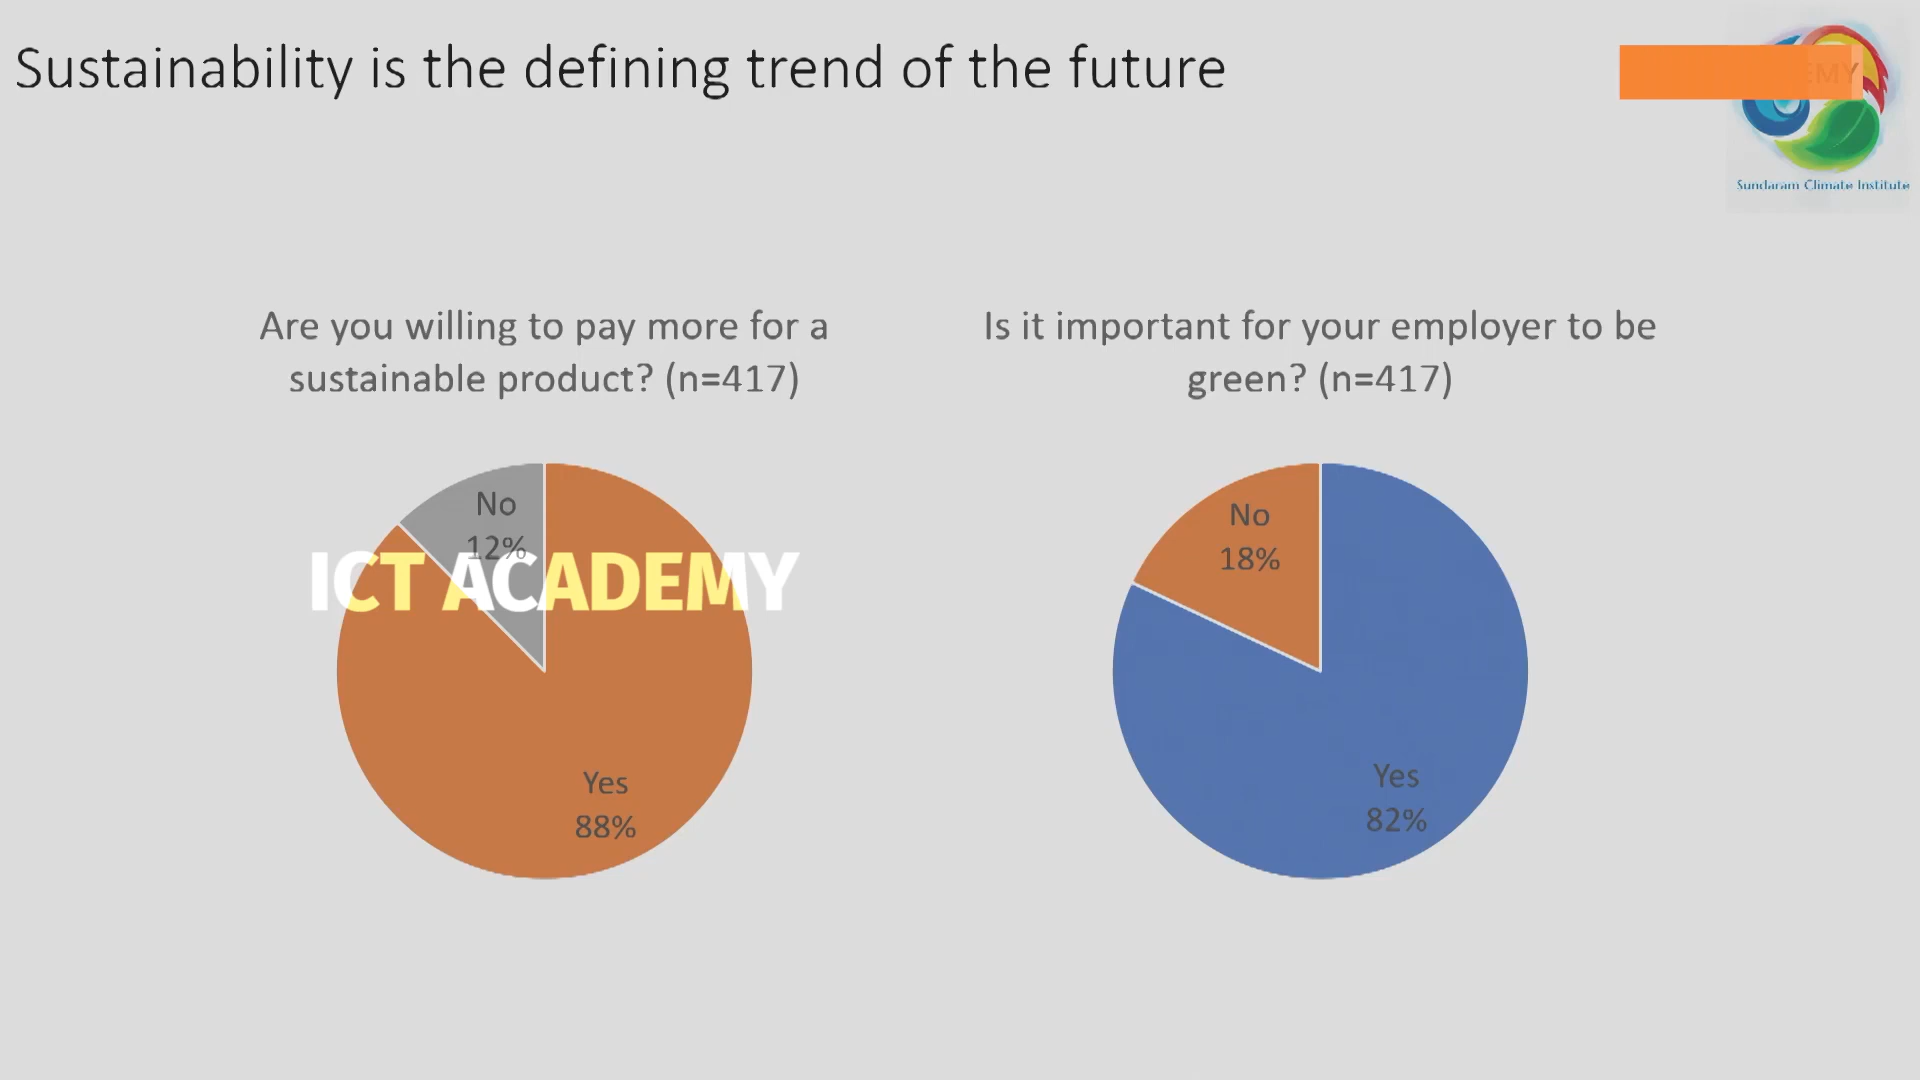 Sustainability is the defining trend of the future
Sundaram Climate Institute
Are you willing to pay more for a
sustainable product? (n=417)
No
12%
ICT ACADEMY
Yes
88%
Is it important for your employer to be
green? (n=417)
No
18%
Yes
82%